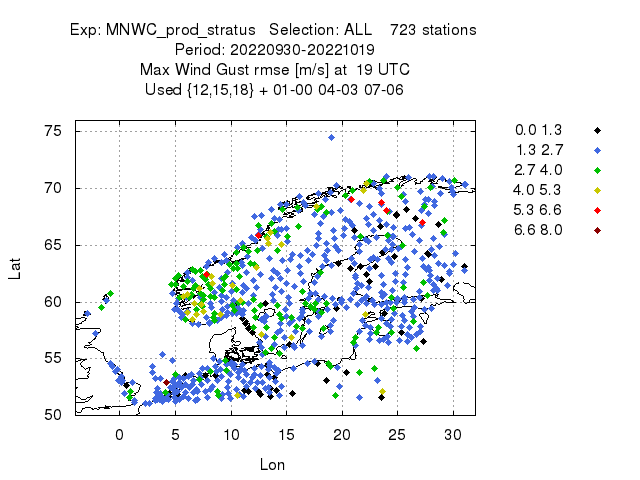 Exp: MNWC_prod_stratus   Selection: ALL    723 stations
Period: 20220930-20221019
Max Wind Gust rmse [m/s] at  19 UTC
Used {12,15,18} + 01-00 04-03 07-06
75
70
65
60
55
50
0 5 10 15 20 25 30
Lat
Lon
0.0 1.3
1.3 2.7
2.7 4.0
4.0 5.3
5.3 6.6
6.6 8.0